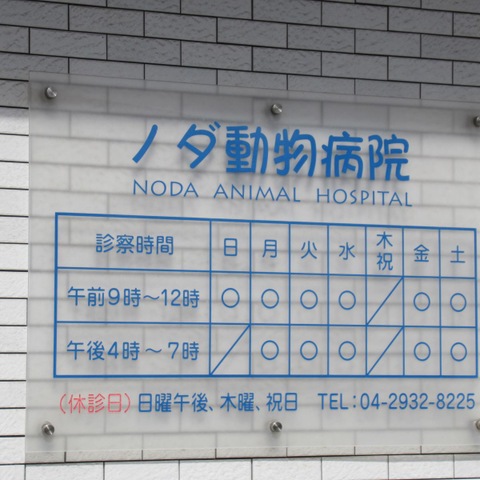 ノダ動物病院
NODA ANIMAL HOSPITAL
診察時間 日 月 火 水 木祝 金 土
午前9時〜12時 ○ ○ ○ ○ ／ ○ ○
午後4時〜7時 ／ ○ ○ ○ ／ ○ ○
(休診日) 日曜午後、木曜、祝日 TEL:04-2932-8225